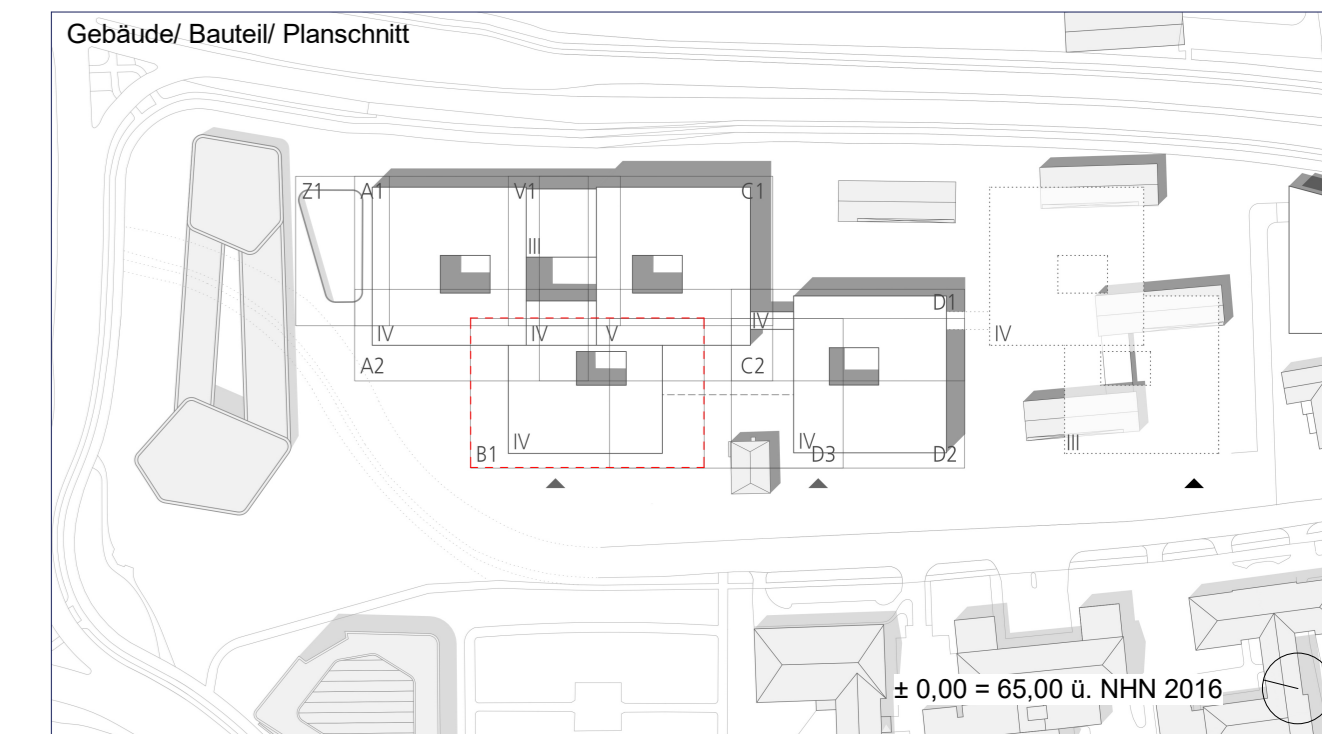 Gebäude/ Bauteil/ Planschnitt
Z1
A1
V1
C1
III
D1
IV
IV
IV
V
IV
IV
A2
C2
IV
IV
III
B1
D3
D2
± 0,00 = 65,00 ü. NHN 2016